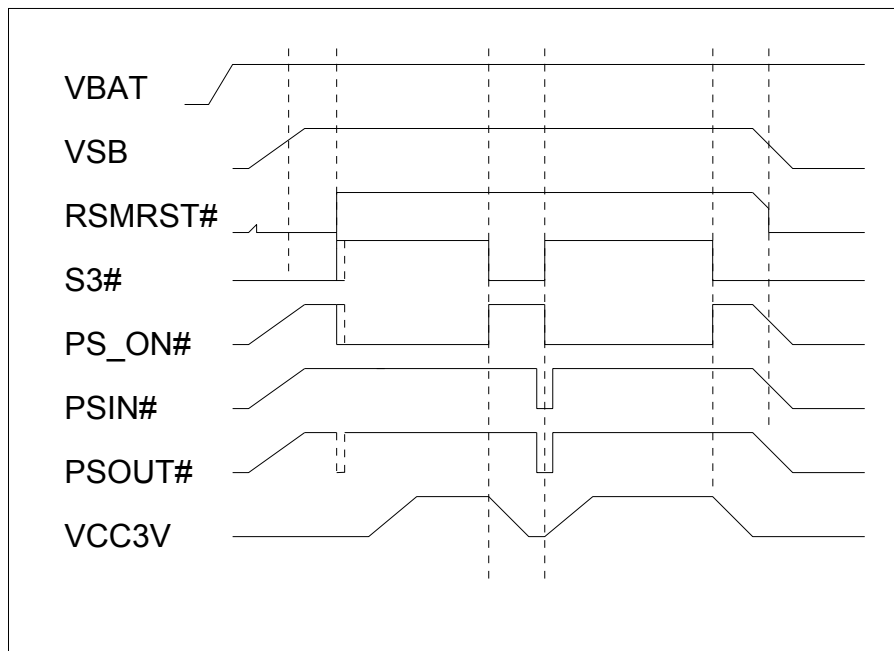 VBAT
VSB
RSMRST#
S3#
PS_ON#
PSIN#
PSOUT#
VCC3V